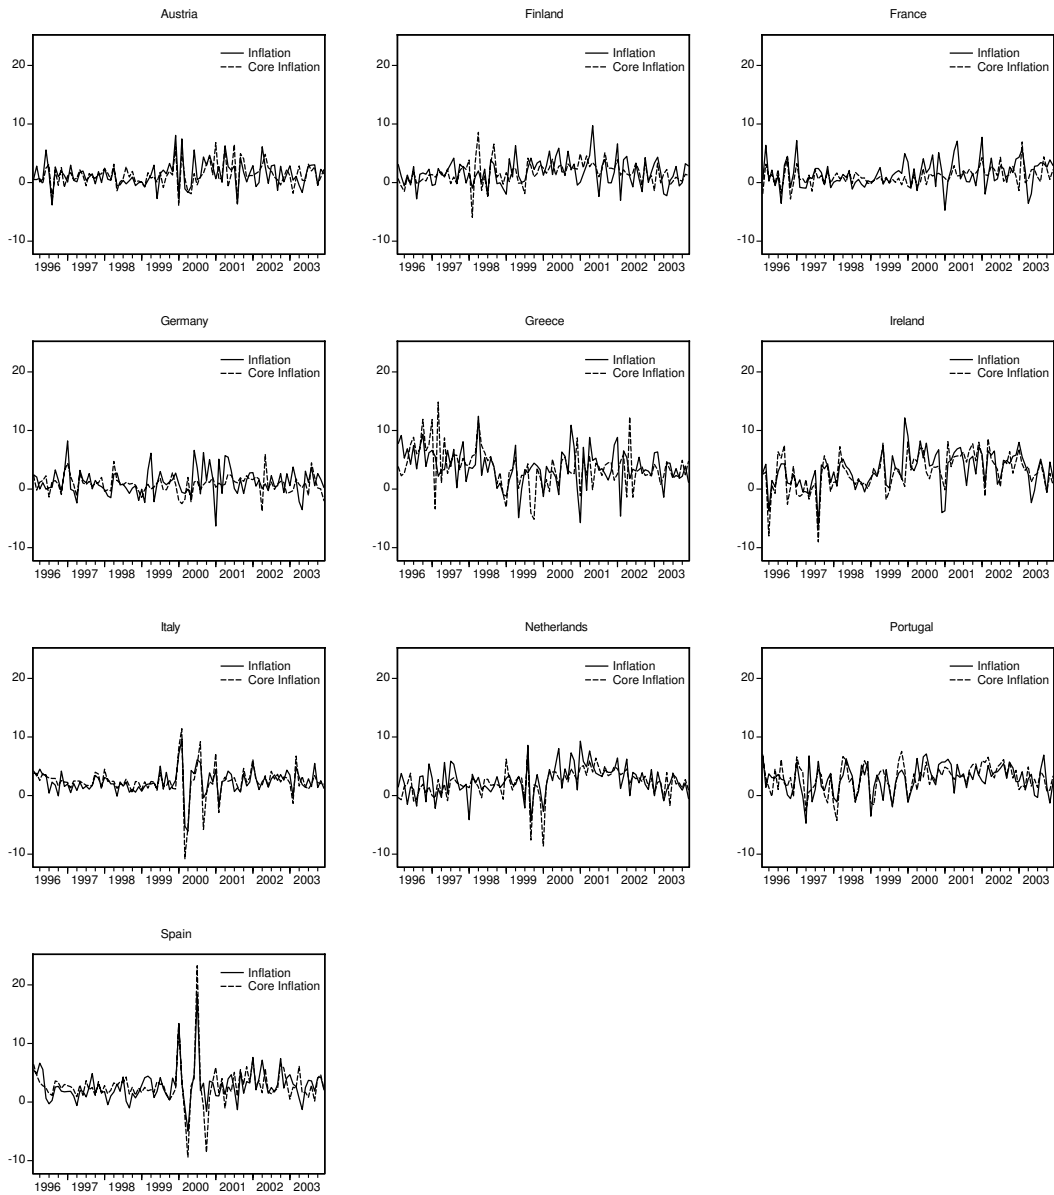 Austria Finland France
Inflation Inflation Inflation
20 20 20
Core Inflation Core Inflation Core Inflation
10 10 10
0 0 0
-10 -10 -10
1996 1997 1998 1999 2000 2001 2002 2003 1996 1997 1998 1999 2000 2001 2002 2003 1996 1997 1998 1999 2000 2001 2002 2003
Germany Greece Ireland
Inflation Inflation Inflation
20 20 20
Core Inflation Core Inflation Core Inflation
10 10 10
0 0 0
-10 -10 -10
1996 1997 1998 1999 2000 2001 2002 2003 1996 1997 1998 1999 2000 2001 2002 2003 1996 1997 1998 1999 2000 2001 2002 2003
Italy Netherlands Portugal
Inflation Inflation Inflation
20 20 20
Core Inflation Core Inflation Core Inflation
10 10 10
0 0 0
-10 -10 -10
1996 1997 1998 1999 2000 2001 2002 2003 1996 1997 1998 1999 2000 2001 2002 2003 1996 1997 1998 1999 2000 2001 2002 2003
Spain
Inflation
20
Core Inflation
10
0
-10
1996 1997 1998 1999 2000 2001 2002 2003